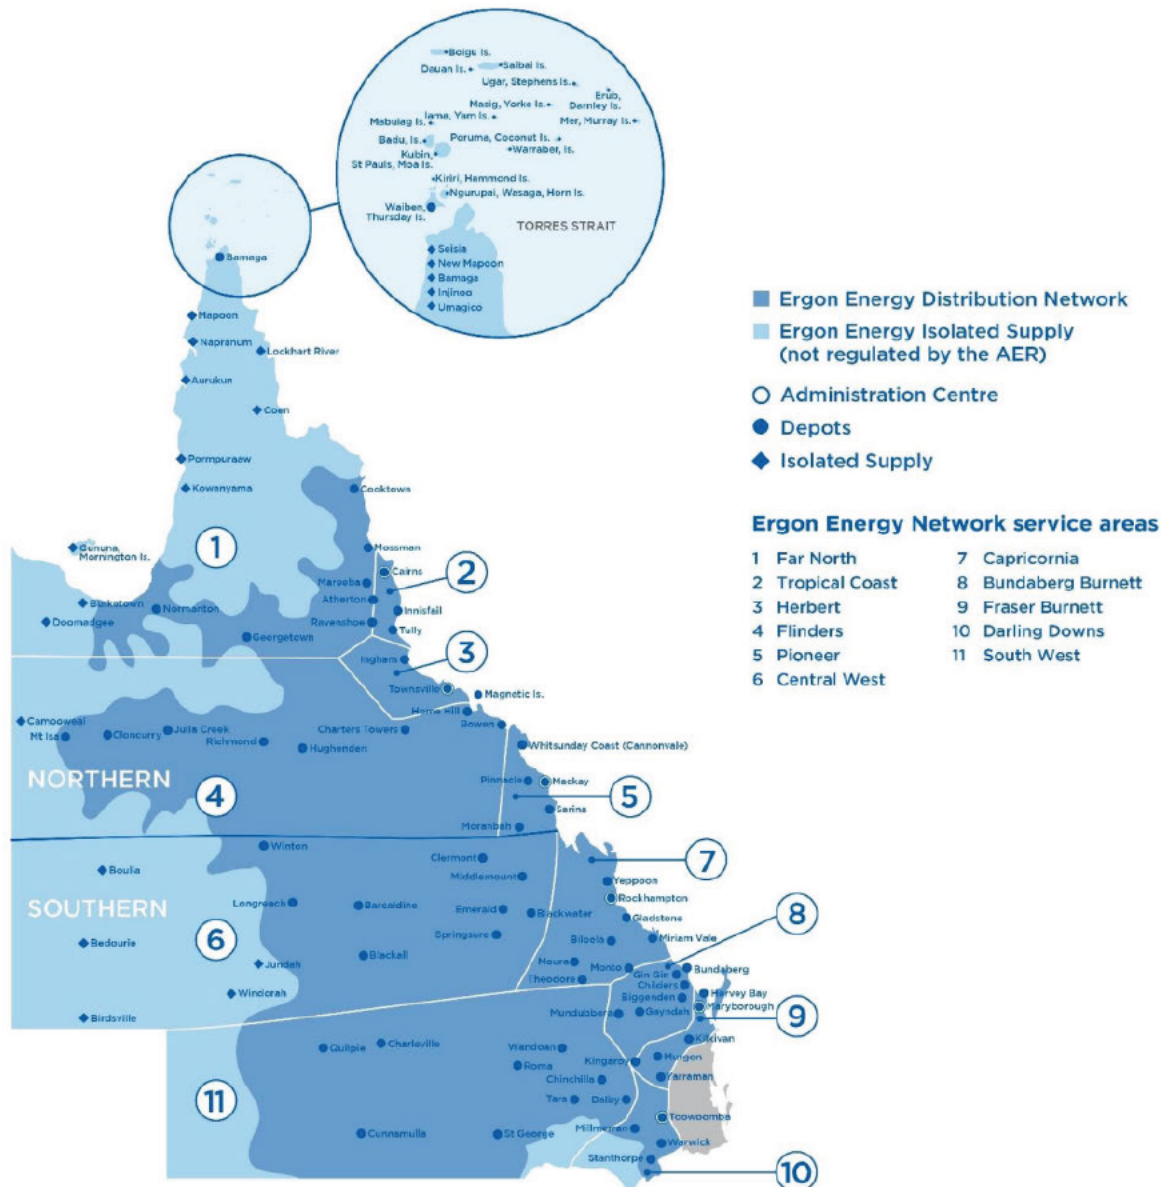 Boigu Is.
Saibai Is.
Dauan Is.
Ugar, Stephens Is.
Erub,
Darnley Is.
Masig, Yorke Is.
Iama, Yam Is.
Mabuiag Is.
Mer, Murray Is.
Badu, Is.
Poruma, Coconut Is.
Warraber, Is.
Kubin,
St Pauls, Moa Is.
Kiriri, Hammond Is.
Ngurupai, Wasaga, Horn Is.
Waiben,
Thursday Is.
TORRES STRAIT
Seisia
New Mapoon
Bamaga
Injinoo
Umagico
Bamaga
Mapoon
Napranum
Lockhart River
Aurukun
Coen
Pormpuraaw
Kowanyama
Cooktown
1
Gununa,
Mornington Is.
Mossman
Cairns
2
Mareeba
Atherton
Burketown
Normanton
Innisfail
Doomadgee
Ravenshoe
Tully
Georgetown
Ingham
3
Townsville
Magnetic Is.
Home Hill
Bowen
Camooweal
Mt Isa
Cloncurry
Julia Creek
Richmond
Hughenden
Charters Towers
Whitsunday Coast (Cannonvale)
NORTHERN
Pinnacle
Mackay
4
5
Sarina
Moranbah
Winton
Clermont
7
Boulia
Middlemount
Yeppoon
Rockhampton
SOUTHERN
Longreach
Barcaldine
Emerald
Blackwater
Gladstone
8
6
Springsure
Biloela
Miriam Vale
Bedourie
Blackall
Jundah
Moura
Monto
Bundaberg
Gin Gin
Theodore
Childers
Windorah
Biggenden
Hervey Bay
Maryborough
Birdsville
Mundubbera
Gayndah
9
Kilkivan
Quilpie
Charleville
Wandoan
Kingaroy
Murgon
Roma
Yarraman
Chinchilla
11
Tara
Dalby
Toowoomba
Cunnamulla
St George
Millmerran
Warwick
Stanthorpe
10
Ergon Energy Distribution Network
Ergon Energy Isolated Supply
(not regulated by the AER)
Administration Centre
Depots
Isolated Supply
Ergon Energy Network service areas
1 Far North
2 Tropical Coast
3 Herbert
4 Flinders
5 Pioneer
6 Central West
7 Capricornia
8 Bundaberg Burnett
9 Fraser Burnett
10 Darling Downs
11 South West